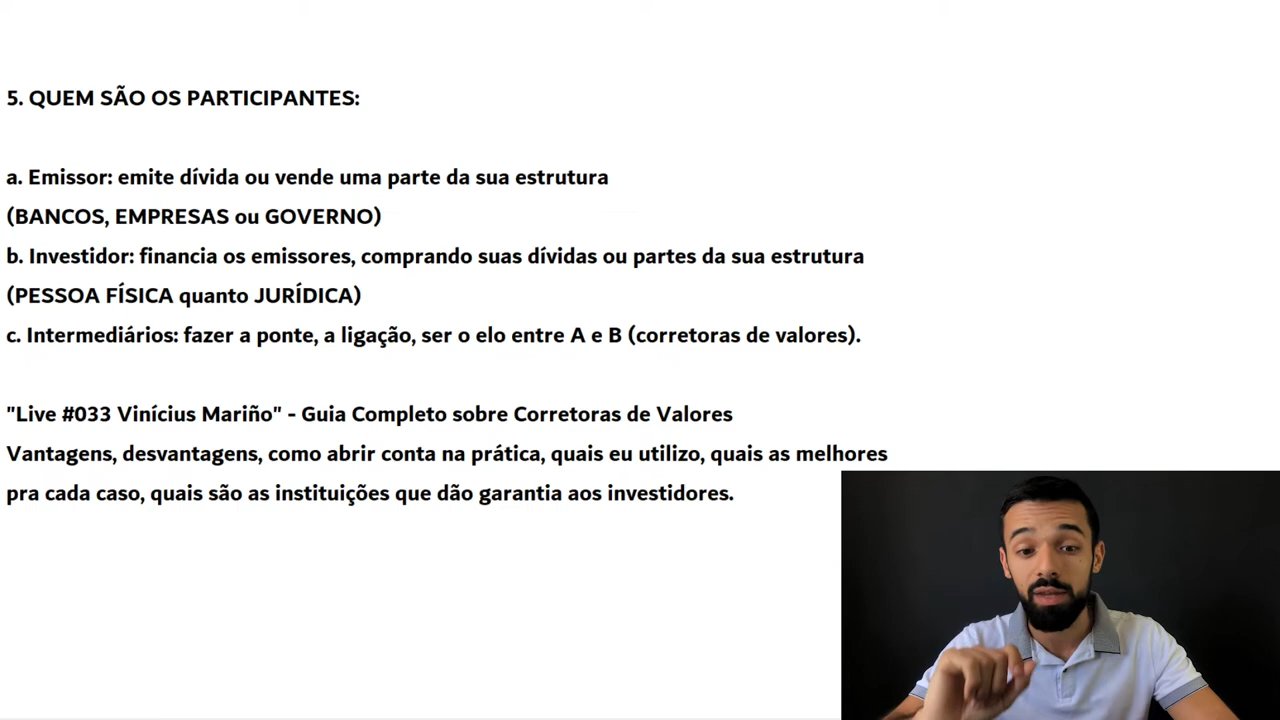 5. QUEM SÃO OS PARTICIPANTES:
a. Emissor: emite dívida ou vende uma parte da sua estrutura
(BANCOS, EMPRESAS ou GOVERNO)
b. Investidor: financia os emissores, comprando suas dívidas ou partes da sua estrutura
(PESSOA FÍSICA quanto JURÍDICA)
c. Intermediários: fazer a ponte, a ligação, ser o elo entre A e B (corretoras de valores).
"Live #033 Vinícius Mariño" - Guia Completo sobre Corretoras de Valores
Vantagens, desvantagens, como abrir conta na prática, quais eu utilizo, quais as melhores
pra cada caso, quais são as instituições que dão garantia aos investidores.